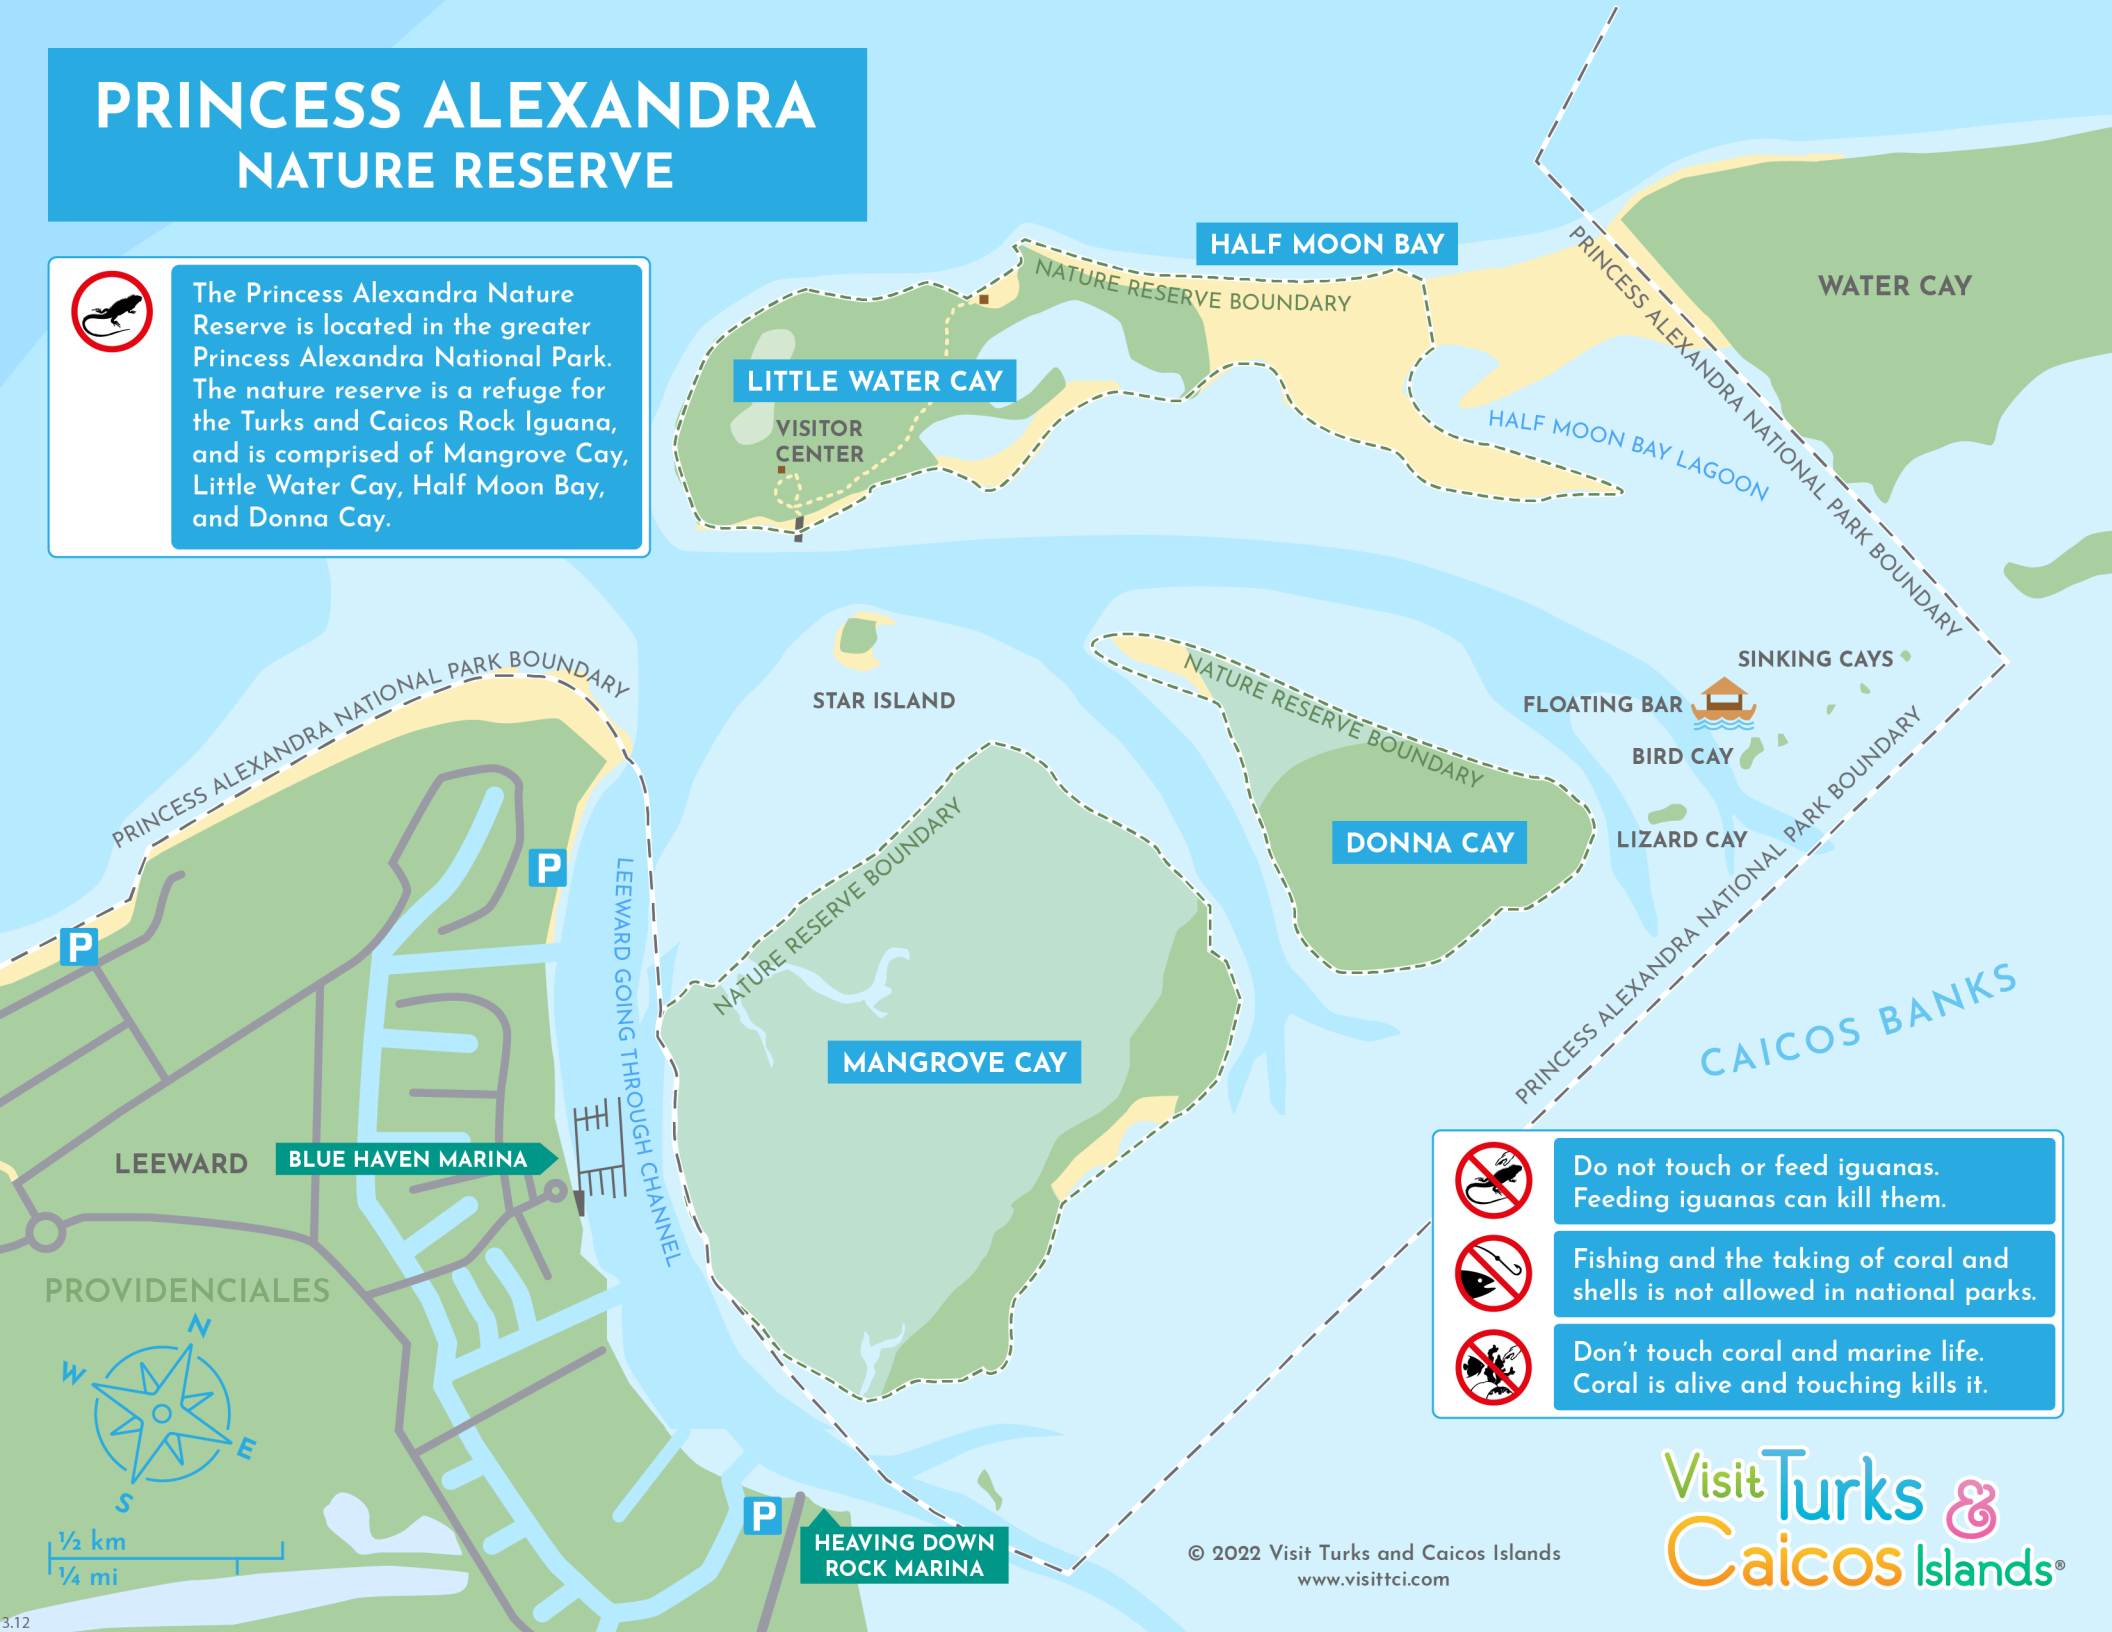 PRINCESS ALEXANDRA
NATURE RESERVE
The Princess Alexandra Nature
Reserve is located in the greater
Princess Alexandra National Park.
The nature reserve is a refuge for
the Turks and Caicos Rock Iguana,
and is comprised of Mangrove Cay,
Little Water Cay, Half Moon Bay,
and Donna Cay.
HALF MOON BAY
NATURE RESERVE BOUNDARY
PRINCESS ALEXANDRA NATIONAL PARK BOUNDARY
WATER CAY
LITTLE WATER CAY
VISITOR
CENTER
HALF MOON BAY LAGOON
PRINCESS ALEXANDRA NATIONAL PARK BOUNDARY
STAR ISLAND
NATURE RESERVE BOUNDARY
SINKING CAYS
FLOATING BAR
BIRD CAY
LIZARD CAY
DONNA CAY
PRINCESS ALEXANDRA NATIONAL PARK BOUNDARY
P
P
LEEWARD GOING THROUGH CHANNEL
NATURE RESERVE BOUNDARY
MANGROVE CAY
CAICOS BANKS
LEEWARD
BLUE HAVEN MARINA
PROVIDENCIALES
N
W
E
S
½ km
¼ mi
3.12
P
HEAVING DOWN
ROCK MARINA
Do not touch or feed iguanas.
Feeding iguanas can kill them.
Fishing and the taking of coral and
shells is not allowed in national parks.
Don't touch coral and marine life.
Coral is alive and touching kills it.
© 2022 Visit Turks and Caicos Islands
www.visittci.com
Visit Turks &
Caicos Islands®